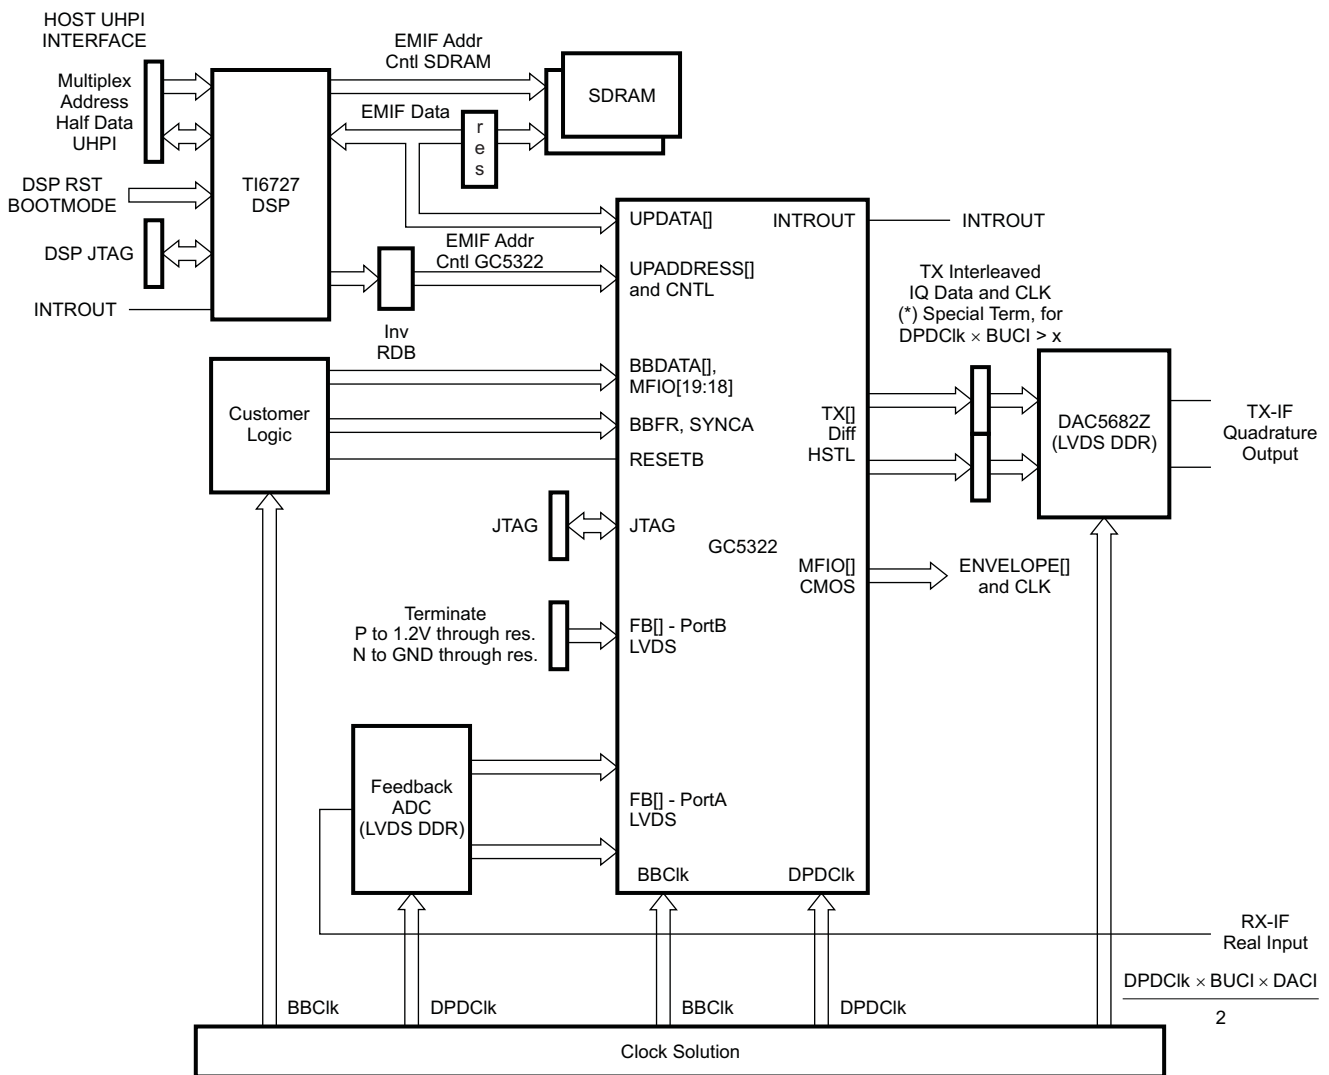 HOST UHPI
INTERFACE
Multiplex
Address
Half Data
UHPI
DSP RST
BOOTMODE
DSP JTAG
INTROUT
TI6727
DSP
EMIF Addr
Cntl SDRAM
EMIF Data
r
e
s
SDRAM
EMIF Addr
Cntl GC5322
Inv
RDB
Customer
Logic
UPDATA[]
INTROUT
INTROUT
UPADDRESS[]
and CNTL
BBDATA[],
MFIO[19:18]
BBFR, SYNCA
RESETB
JTAG
JTAG
GC5322
TX[]
Diff
HSTL
MFIO[]
CMOS
ENVELOPE[]
and CLK
TX Interleaved
IQ Data and CLK
(*) Special Term, for
DPDClk × BUCI > x
DAC5682Z
(LVDS DDR)
TX-IF
Quadrature
Output
Terminate
P to 1.2V through res.
N to GND through res.
FB[] - PortB
LVDS
Feedback
ADC
(LVDS DDR)
FB[] - PortA
LVDS
BBClk
DPDClk
RX-IF
Real Input
BBClk
DPDClk
BBClk
DPDClk
DPDClk × BUCI × DACI
2
Clock Solution